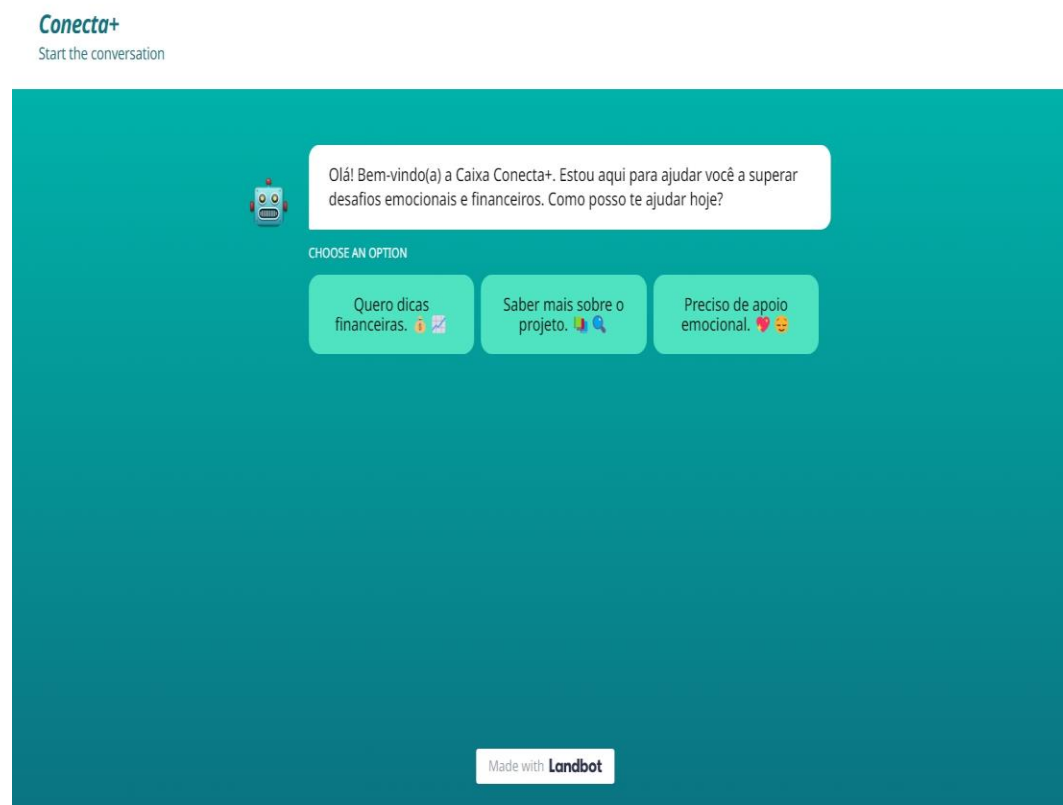 Conecta+
Start the conversation
Olá! Bem-vindo(a) a Caixa Conecta+. Estou aqui para ajudar você a superar
desafios emocionais e financeiros. Como posso te ajudar hoje?
CHOOSE AN OPTION
Quero dicas
financeiras. 💰 📈
Saber mais sobre o
projeto. 📚 🔍
Preciso de apoio
emocional. 💖 😌
Made with Landbot